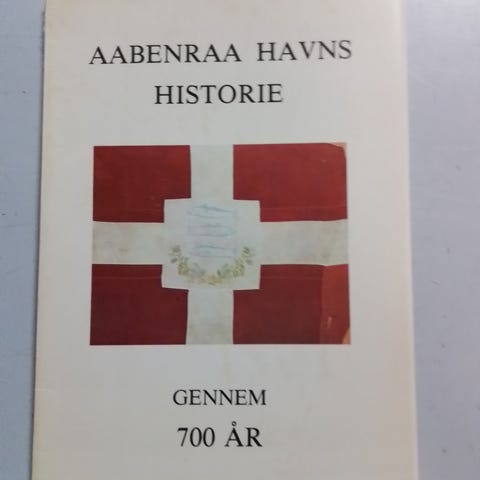 AABENRAA HAVNS
HISTORIE
GENNEM
700 ÅR